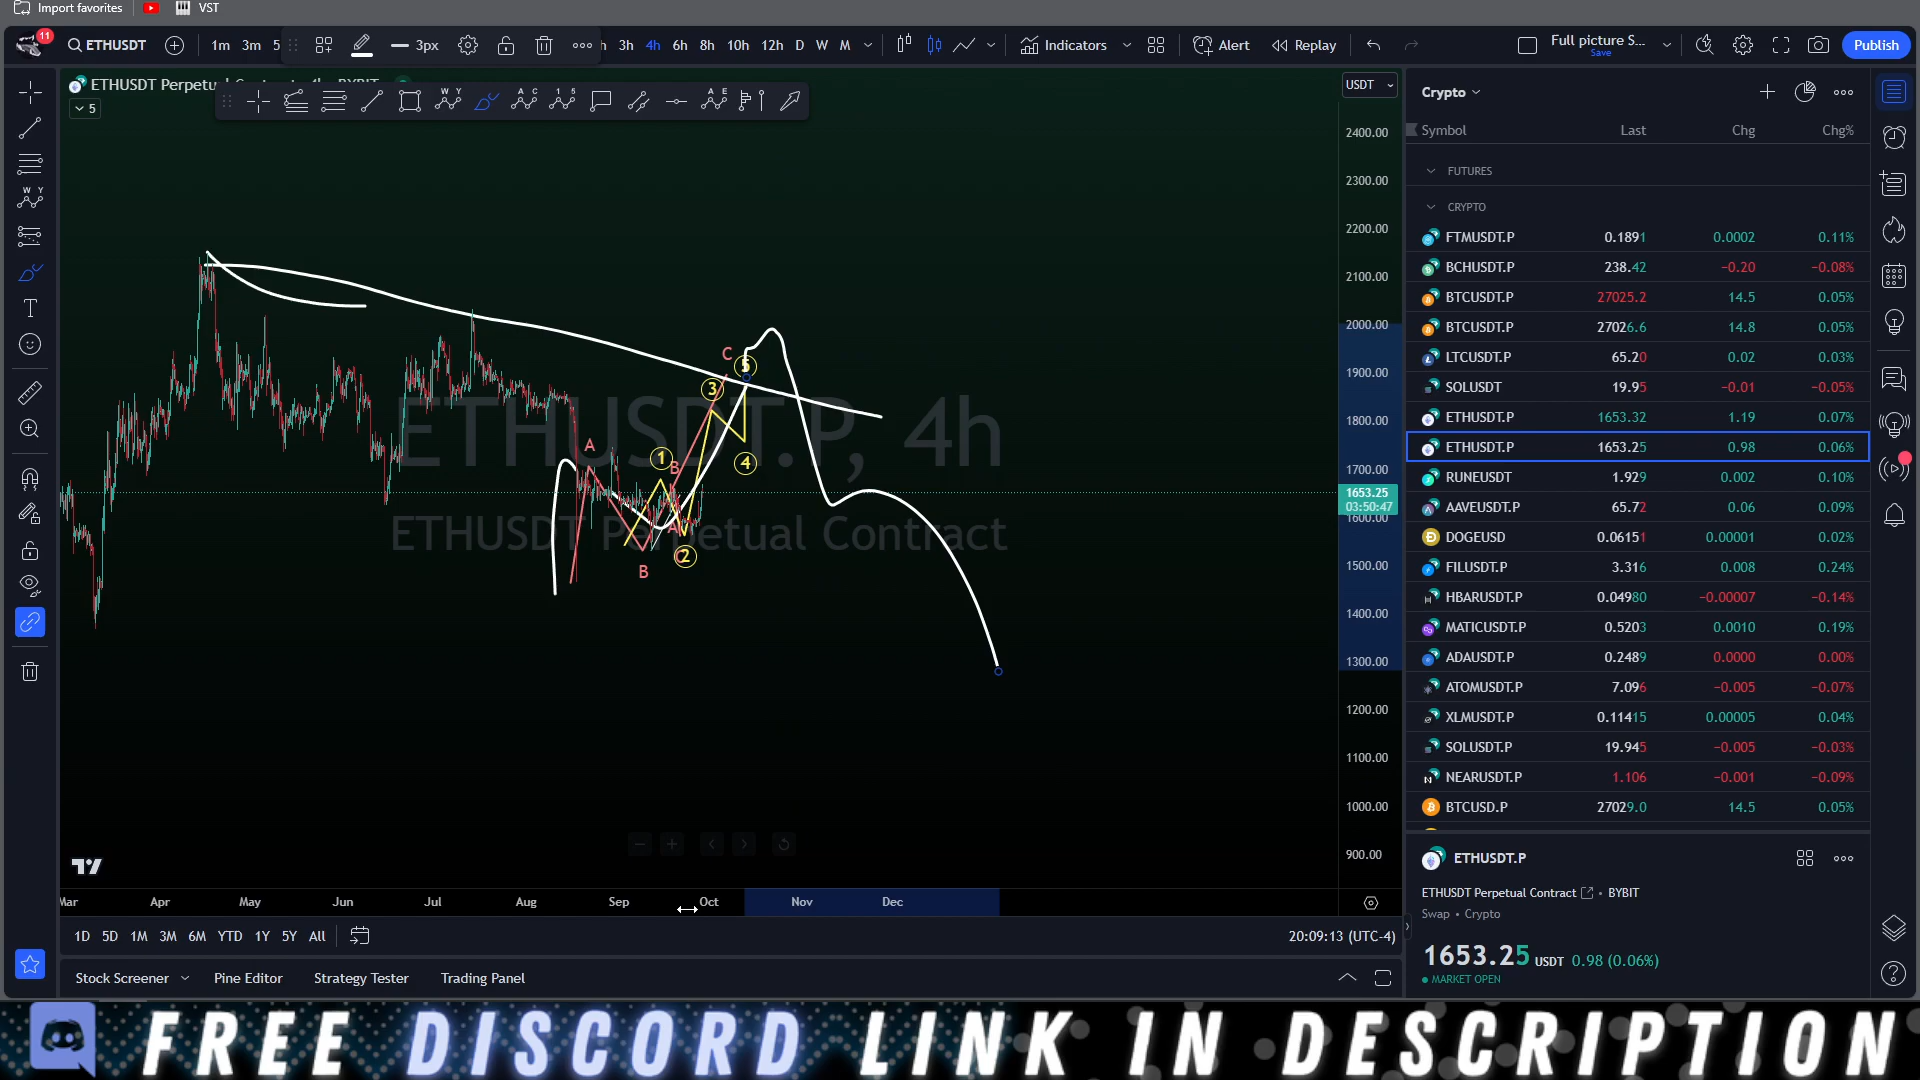 Import favorites VST
11 ETHUSDT 1m 3m 5 3px h 3h 4h 6h 8h 10h 12h D W M Indicators Alert Replay Full picture S... Save Publish
ETHUSDT Perpetu
5
USDT
Crypto
Symbol Last Chg Chg%
FUTURES
CRYPTO
FTMUSDT.P 0.1891 0.0002 0.11%
BCHUSDT.P 238.42 −0.20 −0.08%
BTCUSDT.P 27025.2 14.5 0.05%
BTCUSDT.P 27026.6 14.8 0.05%
LTCUSDT.P 65.20 0.02 0.03%
SOLUSDT 19.95 −0.01 −0.05%
ETHUSDT.P 1653.32 1.19 0.07%
ETHUSDT.P 1653.25 0.98 0.06%
RUNEUSDT 1.929 0.002 0.10%
AAVEUSDT.P 65.72 0.06 0.09%
DOGEUSD 0.06151 0.00001 0.02%
FILUSDT.P 3.316 0.008 0.24%
HBARUSDT.P 0.04980 −0.00007 −0.14%
MATICUSDT.P 0.5203 0.0010 0.19%
ADAUSDT.P 0.2489 0.0000 0.00%
ATOMUSDT.P 7.096 −0.005 −0.07%
XLMUSDT.P 0.11415 0.00005 0.04%
SOLUSDT.P 19.945 −0.005 −0.03%
NEARUSDT.P 1.106 −0.001 −0.09%
BTCUSD.P 27029.0 14.5 0.05%
2400.00
2300.00
2200.00
2100.00
2000.00
1900.00
1800.00
1700.00
1653.25
03:50:47
1600.00
1500.00
1400.00
1300.00
1200.00
1100.00
1000.00
900.00
ETHUSDT.P, 4h
ETHUSDT Perpetual Contract
C 5
3
A 1 B 4
A
2
B
Mar Apr May Jun Jul Aug Sep Oct Nov Dec
1D 5D 1M 3M 6M YTD 1Y 5Y All 20:09:13 (UTC-4)
Stock Screener Pine Editor Strategy Tester Trading Panel
ETHUSDT.P
ETHUSDT Perpetual Contract • BYBIT
Swap • Crypto
1653.25 USDT 0.98 (0.06%)
MARKET OPEN
FREE DISCORD LINK IN DESCRIPTION